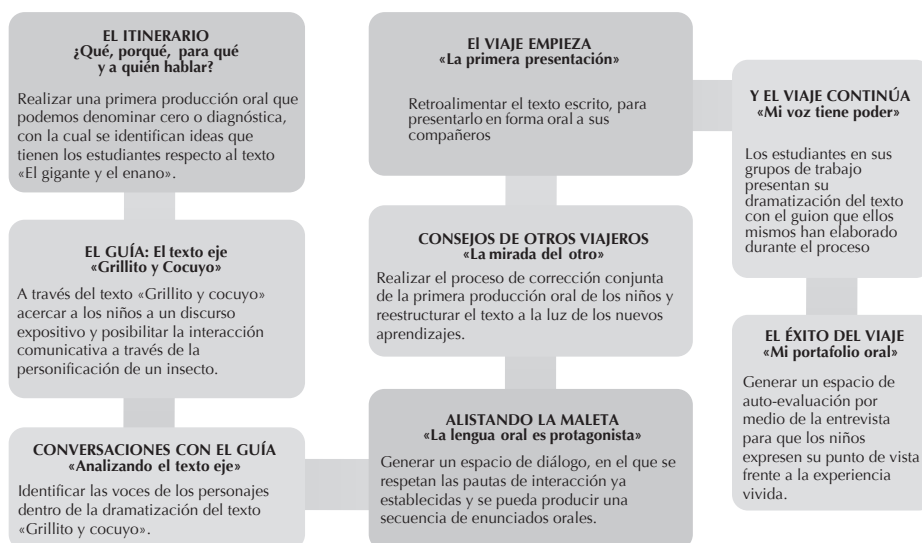 EL ITINERARIO
¿Qué, porqué, para qué
y a quién hablar?
Realizar una primera producción oral que
podemos denominar cero o diagnóstica,
con la cual se identifican ideas que
tienen los estudiantes respecto al texto
«El gigante y el enano».
EL GUÍA: El texto eje
«Grillito y Cocuyo»
A través del texto «Grillito y cocuyo»
acercar a los niños a un discurso
expositivo y posibilitar la interacción
comunicativa a través de la
personificación de un insecto.
CONVERSACIONES CON EL GUÍA
«Analizando el texto eje»
Identificar las voces de los personajes
dentro de la dramatización del texto
«Grillito y cocuyo».
ALISTANDO LA MALETA
«La lengua oral es protagonista»
Generar un espacio de diálogo, en el que se
respetan las pautas de interacción ya
establecidas y se pueda producir una
secuencia de enunciados orales.
CONSEJOS DE OTROS VIAJEROS
«La mirada del otro»
Realizar el proceso de corrección conjunta
de la primera producción oral de los niños y
reestructurar el texto a la luz de los nuevos
aprendizajes.
El VIAJE EMPIEZA
«La primera presentación»
Retroalimentar el texto escrito, para
presentarlo en forma oral a sus
compañeros
Y EL VIAJE CONTINÚA
«Mi voz tiene poder»
Los estudiantes en sus
grupos de trabajo
presentan su
dramatización del texto
con el guion que ellos
mismos han elaborado
durante el proceso
EL ÉXITO DEL VIAJE
«Mi portafolio oral»
Generar un espacio de
auto-evaluación por
medio de la entrevista
para que los niños
expresen su punto de vista
frente a la experiencia
vivida.